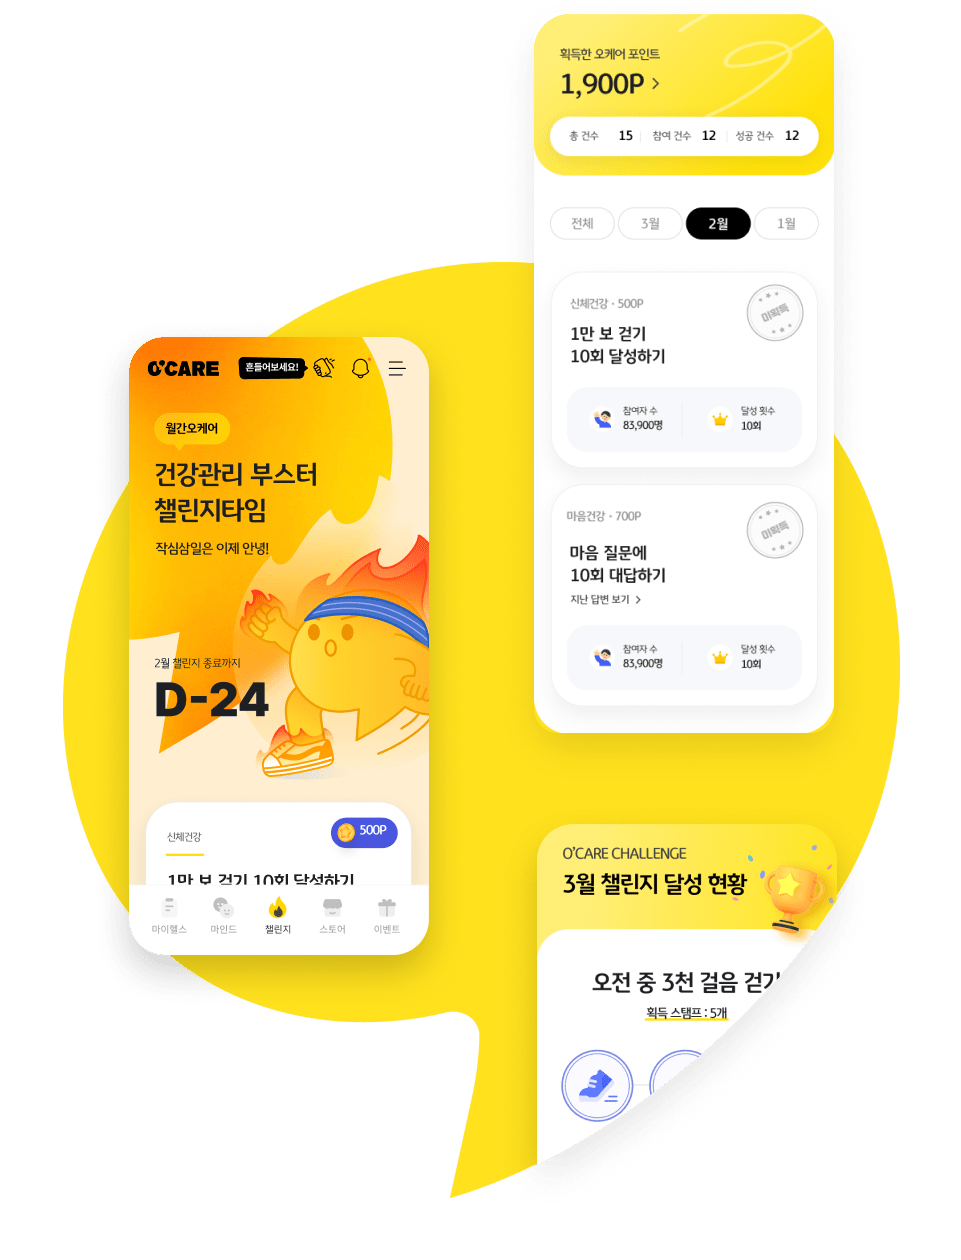 획득한 오케어 포인트
1,900P >
총 건수 15 참여 건수 12 성공 건수 12
전체 3월 2월 1월
신체건강 · 500P
미획득
1만 보 걷기
10회 달성하기
참여자 수
83,900명
달성 횟수
10회
마음건강 · 700P
미획득
마음 질문에
10회 대답하기
지난 답변 보기 >
참여자 수
83,900명
달성 횟수
10회
O'CARE
흔들어보세요!
월간오케어
건강관리 부스터
챌린지타임
작심삼일은 이제 안녕!
2월 챌린지 종료까지
D-24
신체건강
500P
1만 보 걷기 10회 달성하기
마이헬스 마인드 챌린지 스토어 이벤트
O'CARE CHALLENGE
3월 챌린지 달성 현황
오전 중 3천 걸음 걷기
획득 스탬프 : 5개